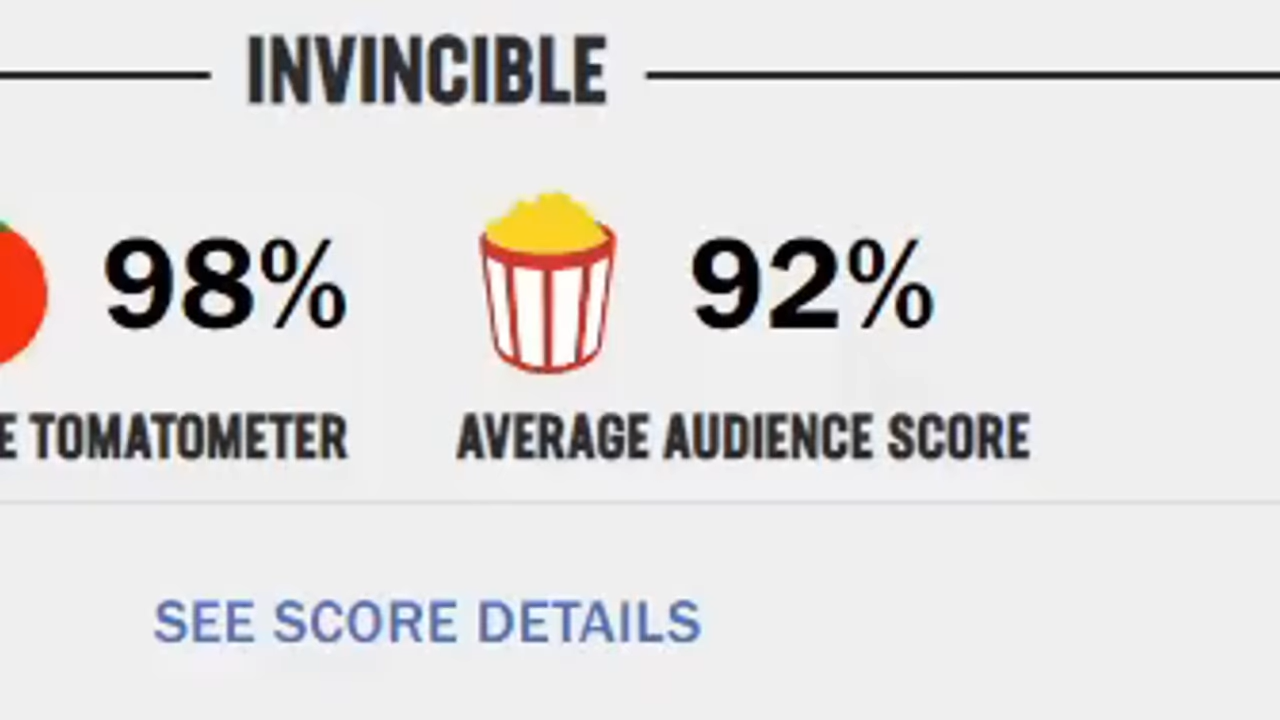 INVINCIBLE
98% 92%
E TOMATOMETER AVERAGE AUDIENCE SCORE
SEE SCORE DETAILS